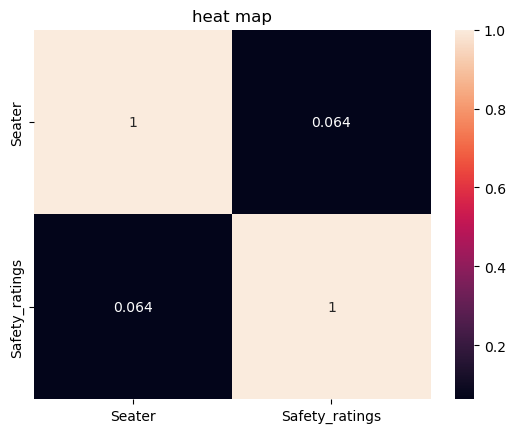 heat map
Seater
1
0.064
Safety_ratings
0.064
1
Seater
Safety_ratings
1.0
0.8
0.6
0.4
0.2